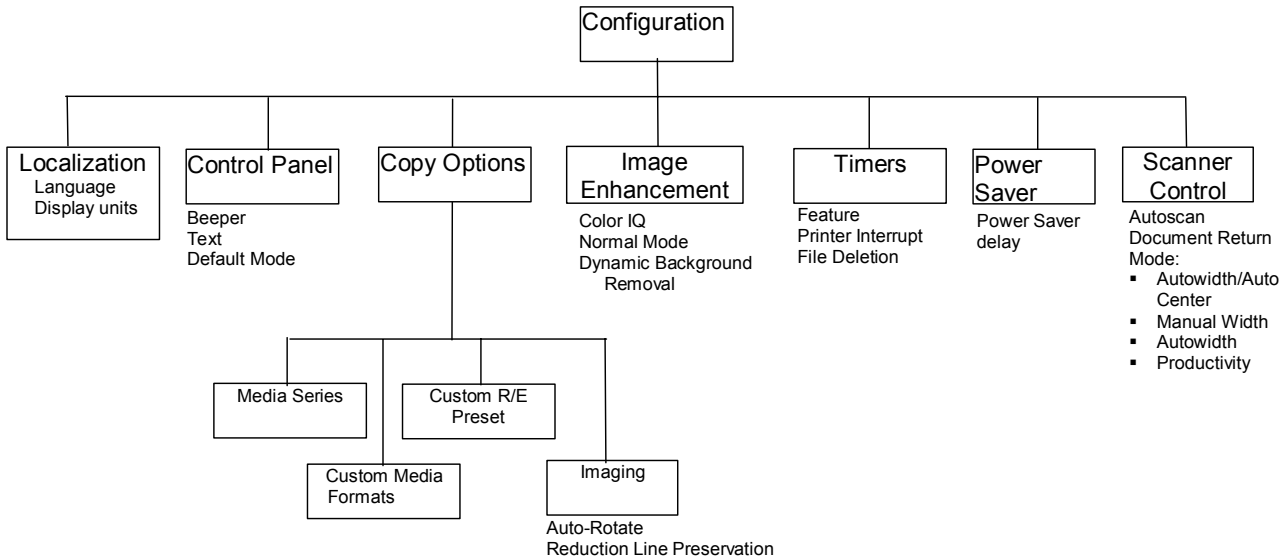 Configuration
Localization
Language
Display units
Control Panel
Beeper
Text
Default Mode
Copy Options
Image
Enhancement
Color IQ
Normal Mode
Dynamic Background
Removal
Timers
Feature
Printer Interrupt
File Deletion
Power
Saver
Power Saver
delay
Scanner
Control
Autoscan
Document Return
Mode:
▪ Autowidth/Auto
Center
▪ Manual Width
▪ Autowidth
▪ Productivity
Media Series
Custom R/E
Preset
Custom Media
Formats
Imaging
Auto-Rotate
Reduction Line Preservation